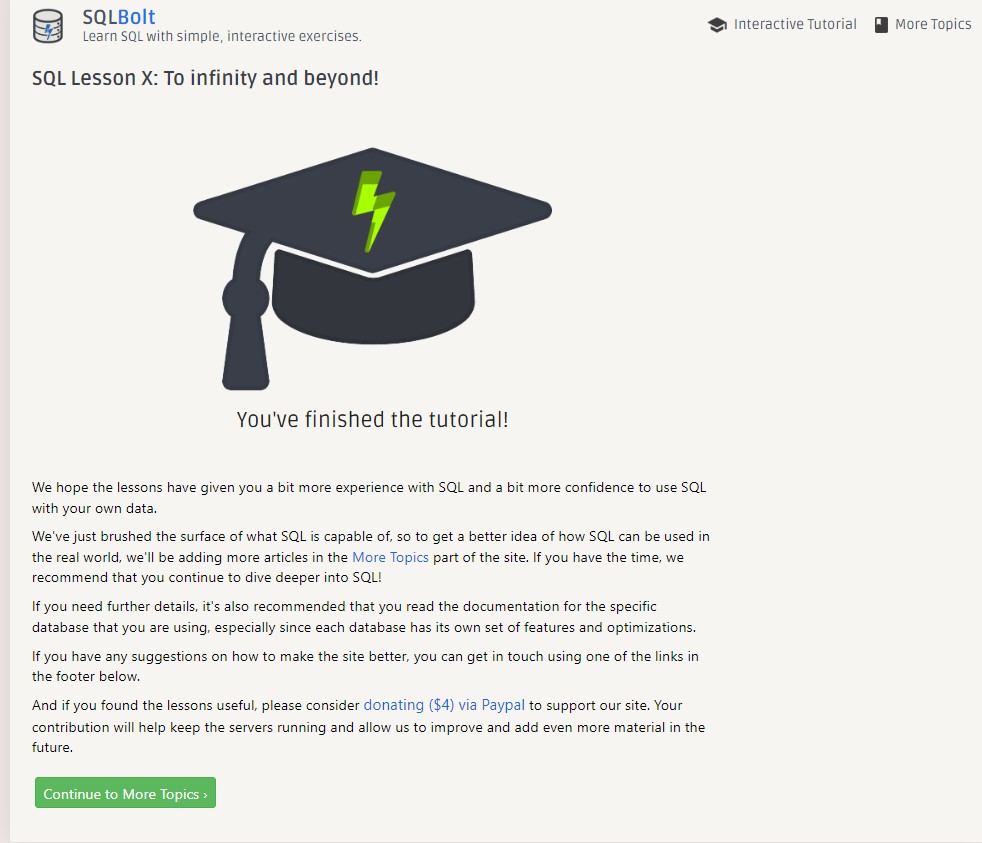 SQLBolt
Learn SQL with simple, interactive exercises.
Interactive Tutorial
More Topics
SQL Lesson X: To infinity and beyond!
You've finished the tutorial!
We hope the lessons have given you a bit more experience with SQL and a bit more confidence to use SQL
with your own data.
We've just brushed the surface of what SQL is capable of, so to get a better idea of how SQL can be used in
the real world, we'll be adding more articles in the More Topics part of the site. If you have the time, we
recommend that you continue to dive deeper into SQL!
If you need further details, it's also recommended that you read the documentation for the specific
database that you are using, especially since each database has its own set of features and optimizations.
If you have any suggestions on how to make the site better, you can get in touch using one of the links in
the footer below.
And if you found the lessons useful, please consider donating ($4) via Paypal to support our site. Your
contribution will help keep the servers running and allow us to improve and add even more material in the
future.
Continue to More Topics ›